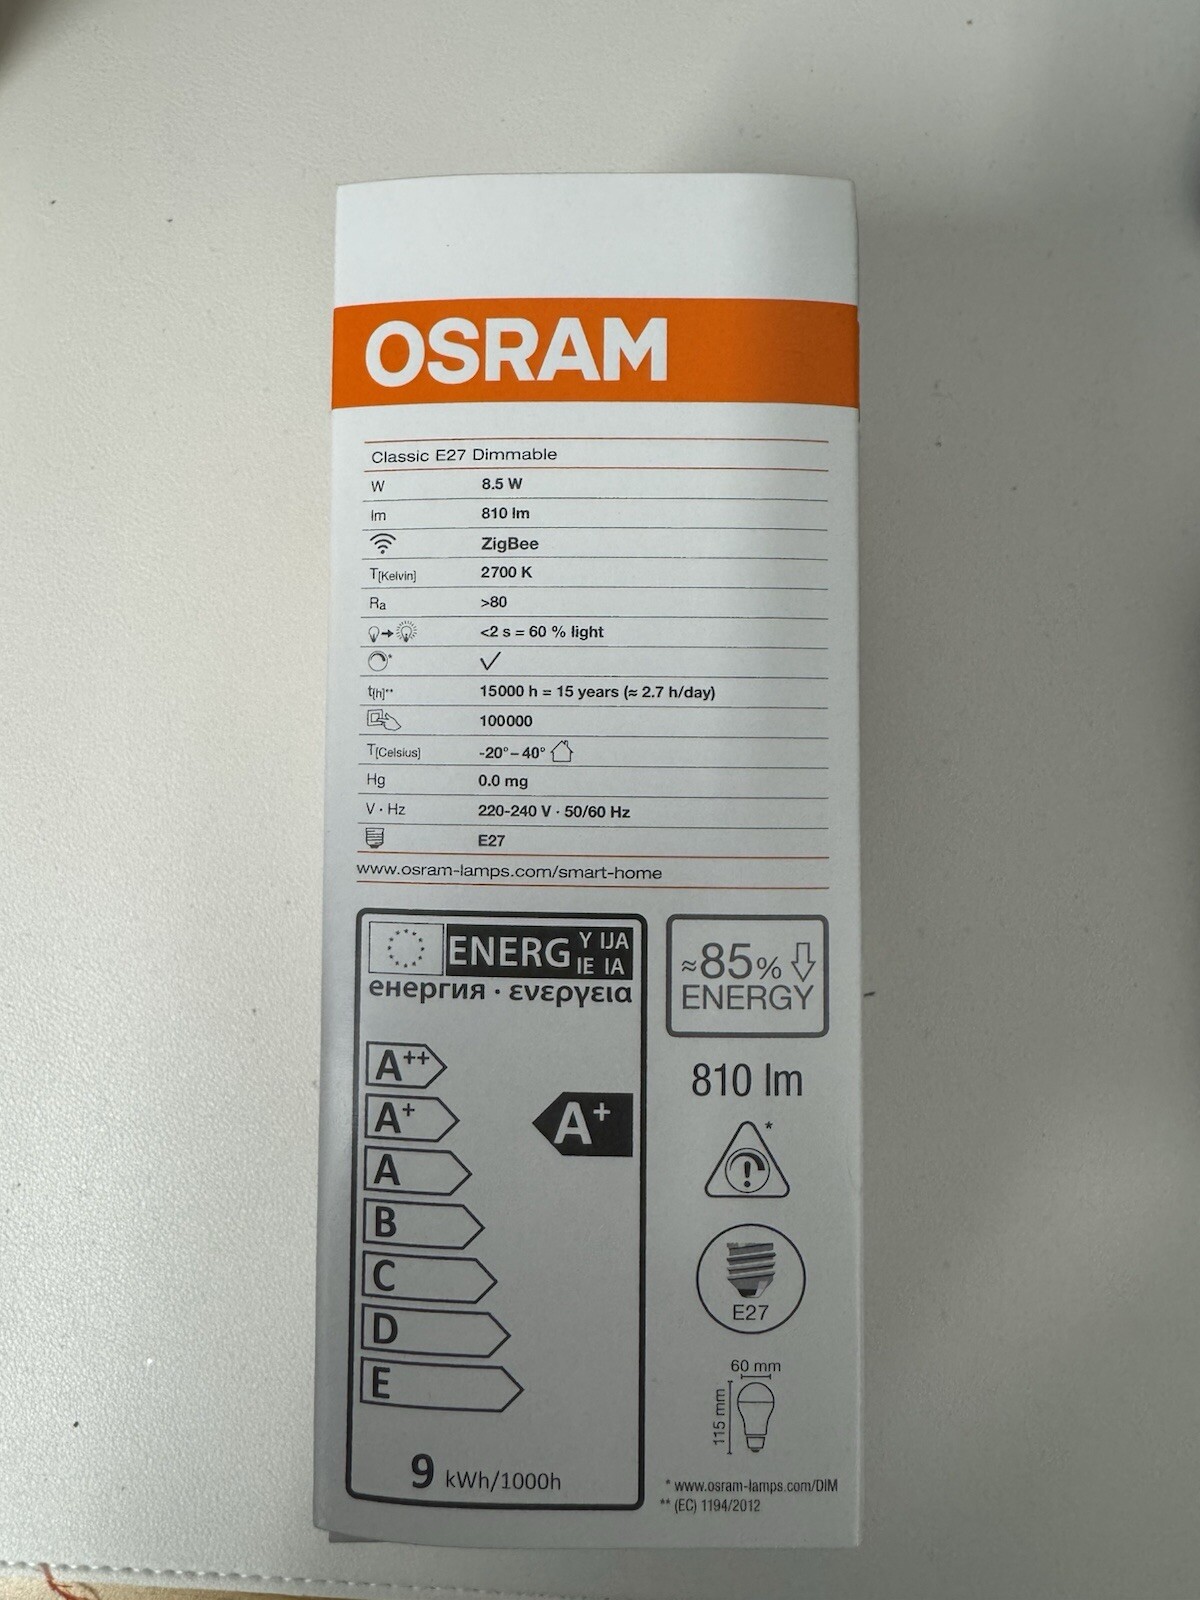 OSRAM
Classic E27 Dimmable
W 8.5 W
lm 810 lm
ZigBee
T[Kelvin] 2700 K
Ra >80
<2 s = 60 % light
* ✓
t[h]** 15000 h = 15 years (≈ 2.7 h/day)
100000
T[Celsius] -20° – 40°
Hg 0.0 mg
V · Hz 220-240 V · 50/60 Hz
E27
www.osram-lamps.com/smart-home
ENERG Y IJA
IE IA
енергия · ενεργεια
A++
A+
A+
A
B
C
D
E
9 kWh/1000h
≈85%
ENERGY
810 lm
! *
E27
60 mm
115 mm
* www.osram-lamps.com/DIM
** (EC) 1194/2012